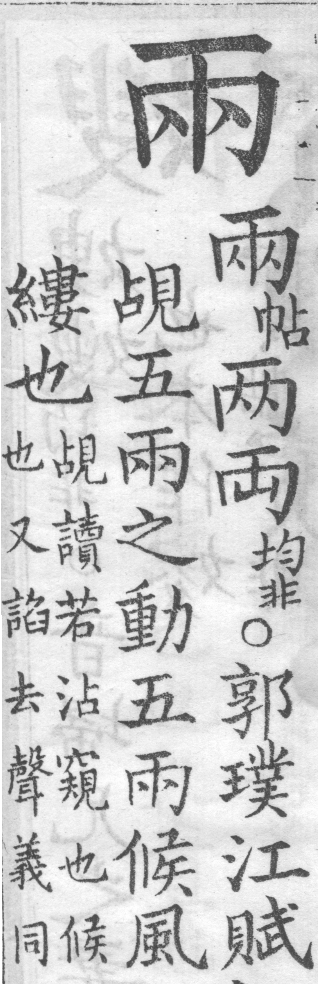 兩
兩帖两両均非○郭璞江賦
覘五兩之動五兩候風
縷也覘讀若沾窺也候
也又諂去聲義同